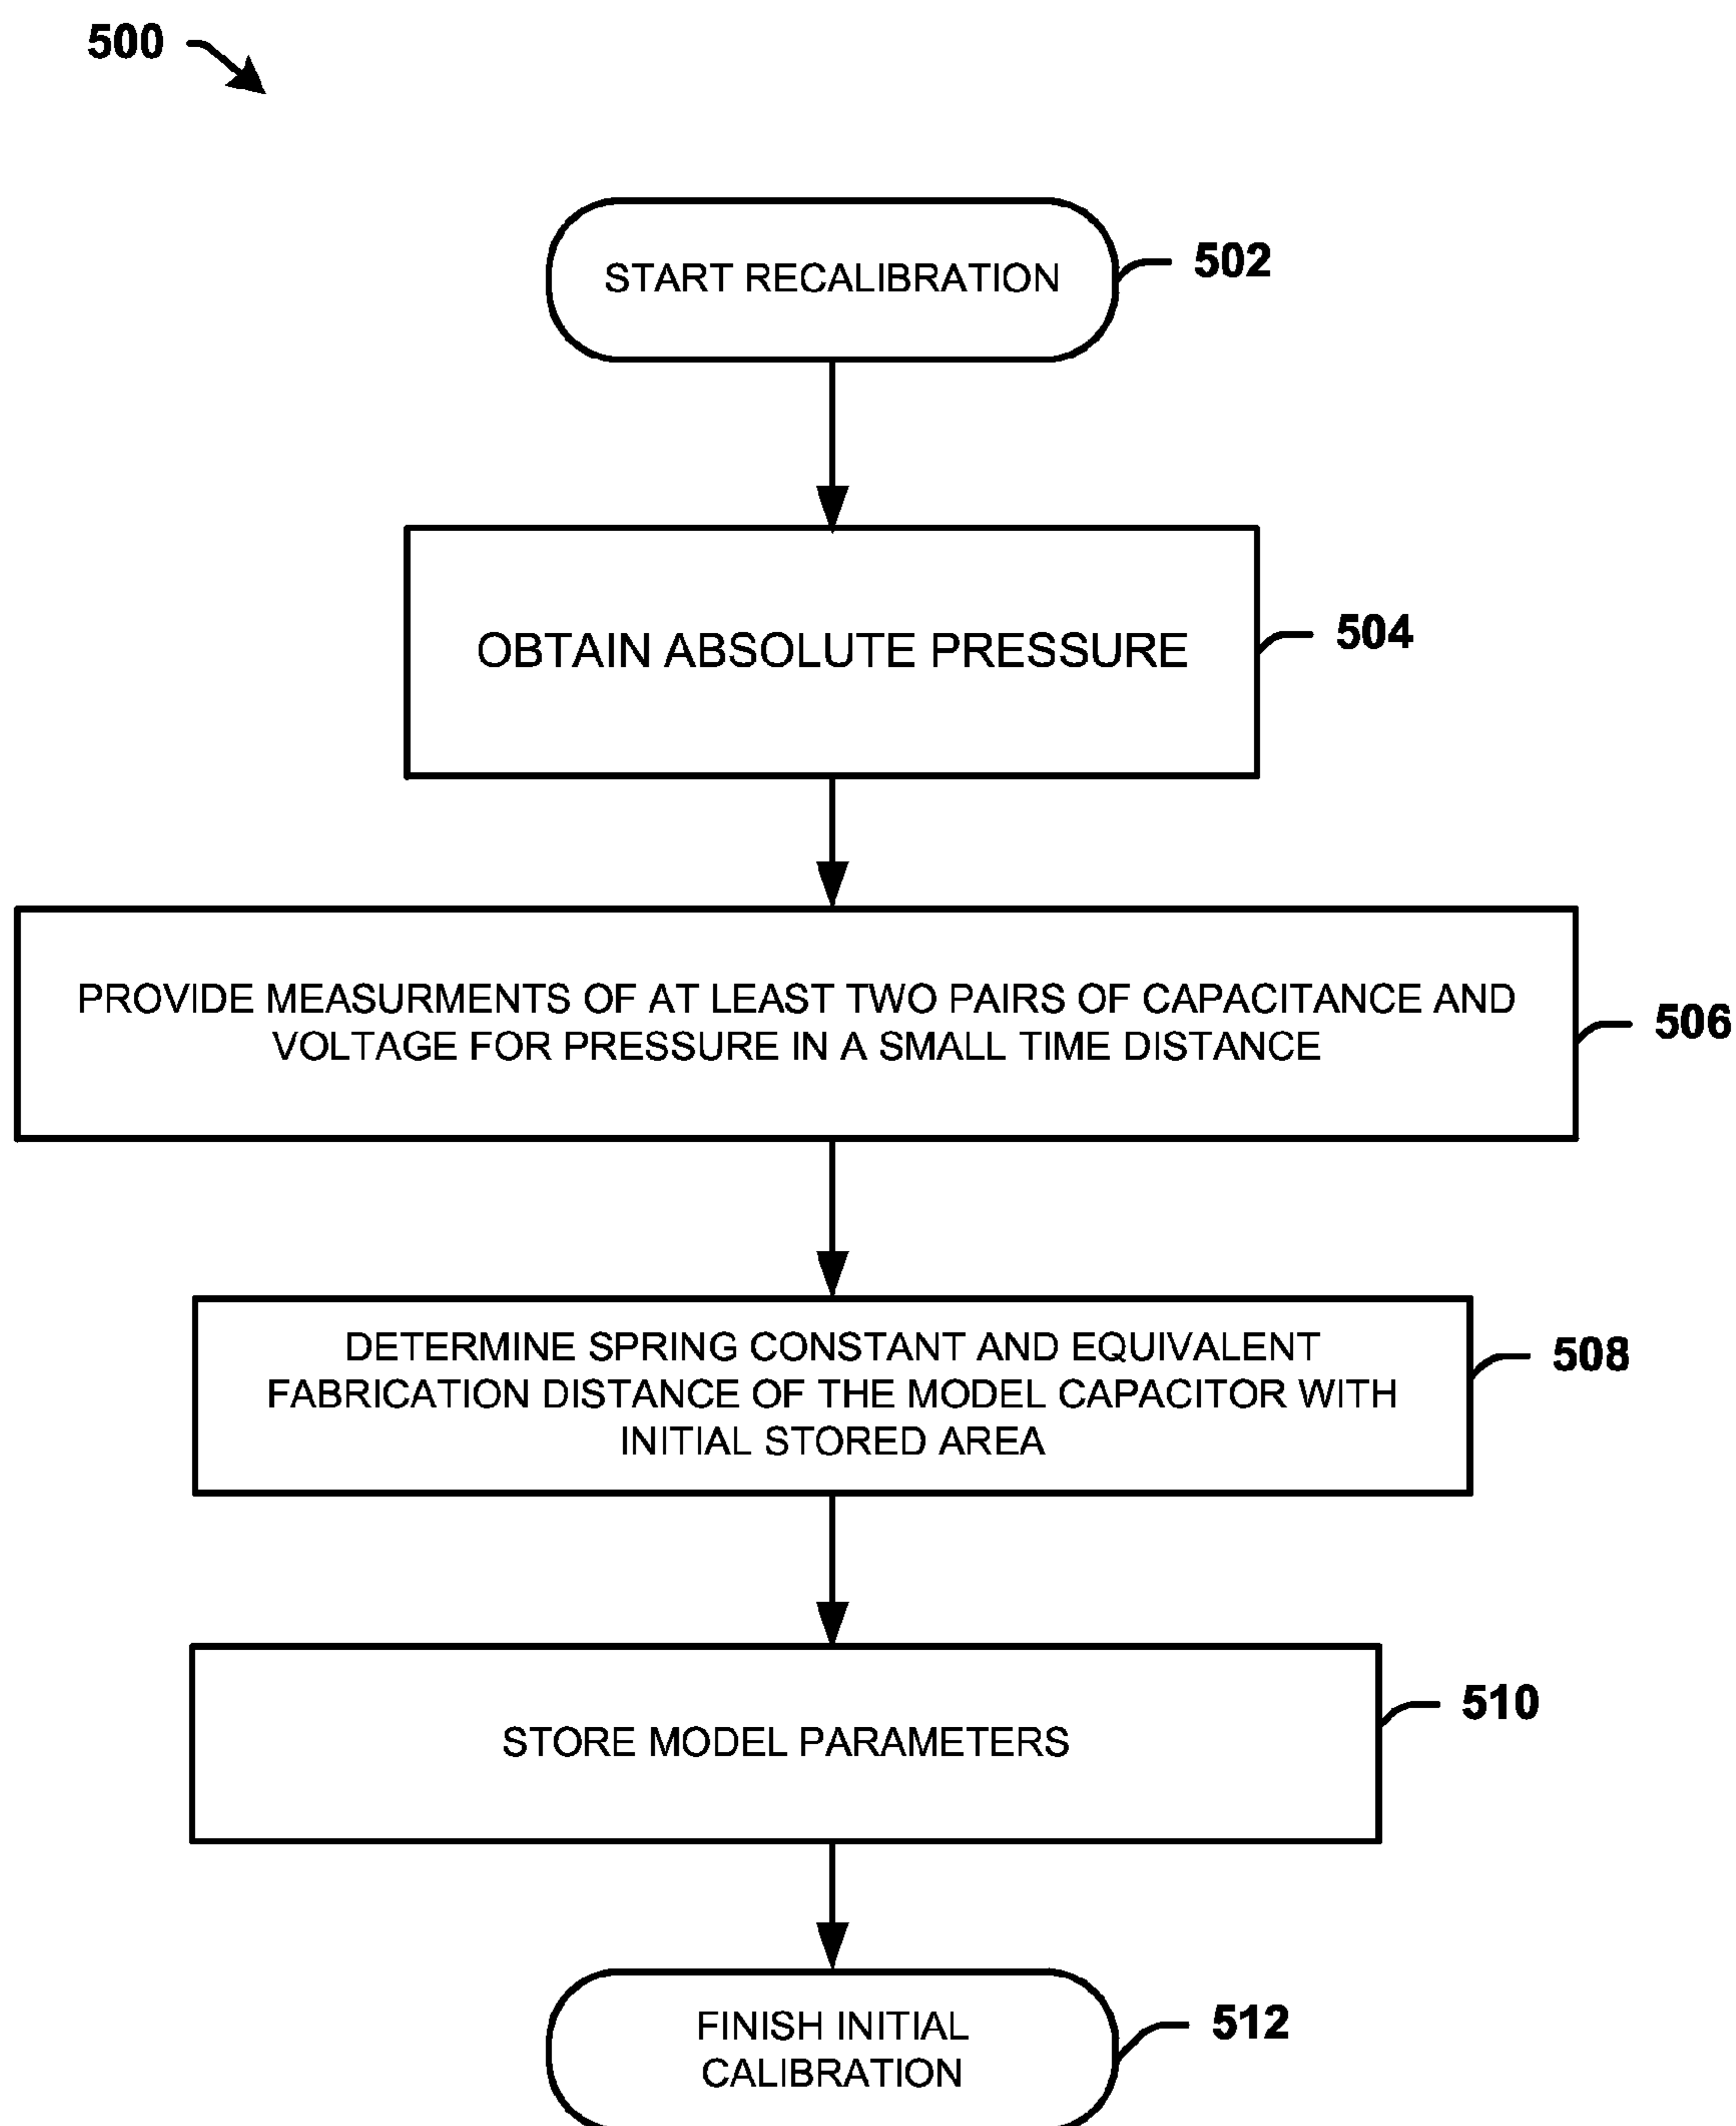 500
START RECALIBRATION
502
OBTAIN ABSOLUTE PRESSURE
504
PROVIDE MEASURMENTS OF AT LEAST TWO PAIRS OF CAPACITANCE AND
VOLTAGE FOR PRESSURE IN A SMALL TIME DISTANCE
506
DETERMINE SPRING CONSTANT AND EQUIVALENT
FABRICATION DISTANCE OF THE MODEL CAPACITOR WITH
INITIAL STORED AREA
508
STORE MODEL PARAMETERS
510
FINISH INITIAL
CALIBRATION
512